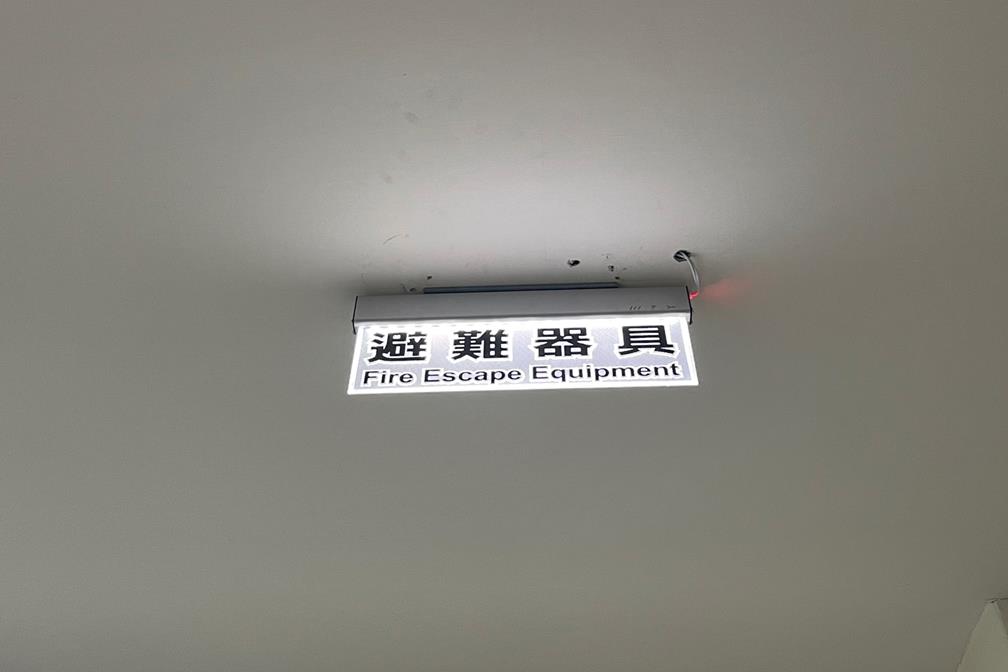 避難器具
Fire Escape Equipment